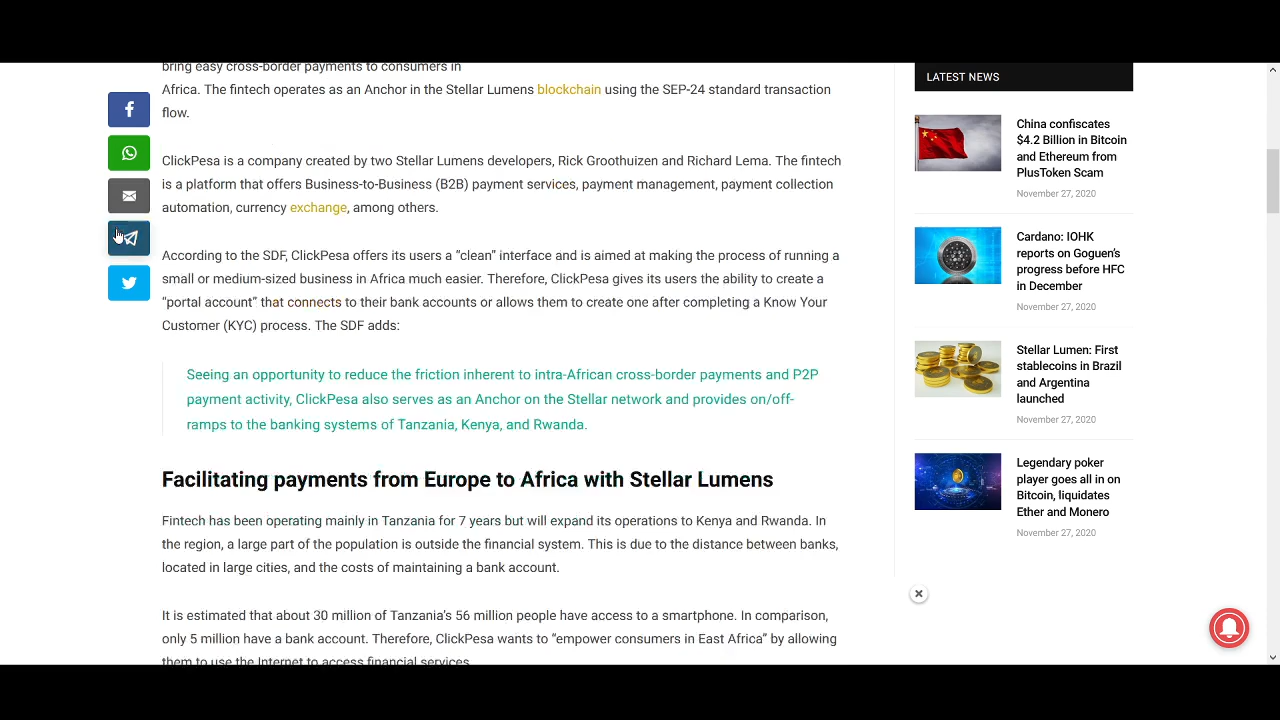 bring easy cross-border payments to consumers in
Africa. The fintech operates as an Anchor in the Stellar Lumens blockchain using the SEP-24 standard transaction
flow.
ClickPesa is a company created by two Stellar Lumens developers, Rick Groothuizen and Richard Lema. The fintech
is a platform that offers Business-to-Business (B2B) payment services, payment management, payment collection
automation, currency exchange, among others.
According to the SDF, ClickPesa offers its users a “clean” interface and is aimed at making the process of running a
small or medium-sized business in Africa much easier. Therefore, ClickPesa gives its users the ability to create a
“portal account” that connects to their bank accounts or allows them to create one after completing a Know Your
Customer (KYC) process. The SDF adds:
Seeing an opportunity to reduce the friction inherent to intra-African cross-border payments and P2P
payment activity, ClickPesa also serves as an Anchor on the Stellar network and provides on/off-
ramps to the banking systems of Tanzania, Kenya, and Rwanda.
Facilitating payments from Europe to Africa with Stellar Lumens
Fintech has been operating mainly in Tanzania for 7 years but will expand its operations to Kenya and Rwanda. In
the region, a large part of the population is outside the financial system. This is due to the distance between banks,
located in large cities, and the costs of maintaining a bank account.
It is estimated that about 30 million of Tanzania's 56 million people have access to a smartphone. In comparison,
only 5 million have a bank account. Therefore, ClickPesa wants to “empower consumers in East Africa” by allowing
them to use the Internet to access financial services.
LATEST NEWS
China confiscates
$4.2 Billion in Bitcoin
and Ethereum from
PlusToken Scam
November 27, 2020
Cardano: IOHK
reports on Goguen’s
progress before HFC
in December
November 27, 2020
Stellar Lumen: First
stablecoins in Brazil
and Argentina
launched
November 27, 2020
Legendary poker
player goes all in on
Bitcoin, liquidates
Ether and Monero
November 27, 2020